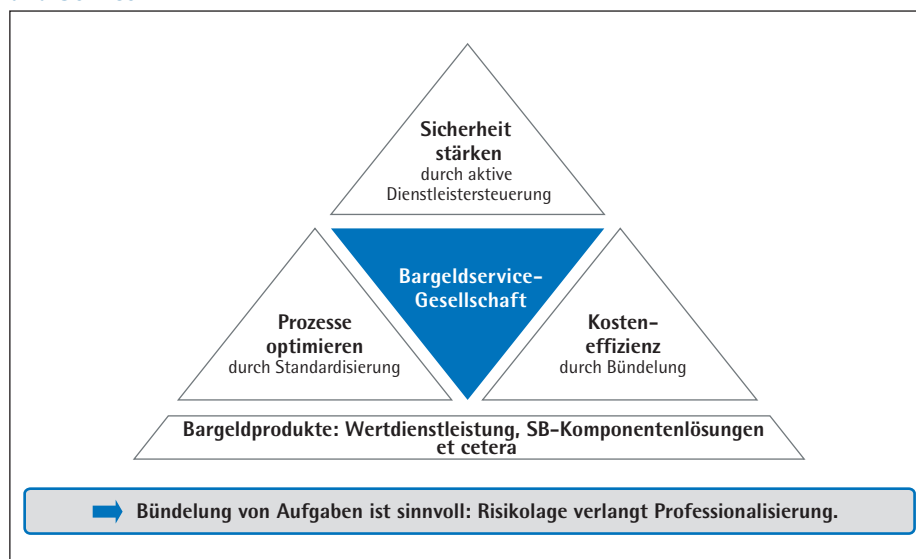 Sicherheit
stärken
durch aktive
Dienstleistersteuerung
Bargeldservice-
Gesellschaft
Prozesse
optimieren
durch Standardisierung
Kosten-
effizienz
durch Bündelung
Bargeldprodukte: Wertdienstleistung, SB-Komponentenlösungen
et cetera
Bündelung von Aufgaben ist sinnvoll: Risikolage verlangt Professionalisierung.